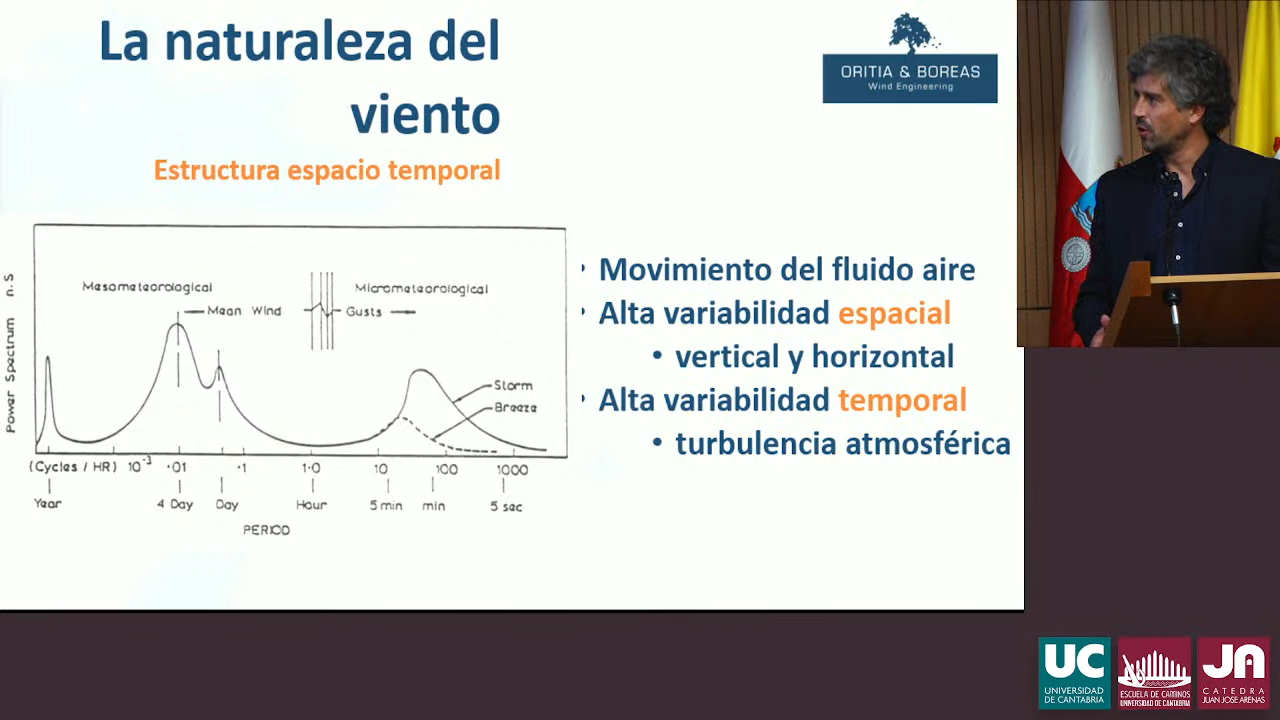 La naturaleza del
viento
Estructura espacio temporal
ORITIA & BOREAS
Wind Engineering
Power Spectrum n.S
Mesometeorological
Mean Wind
Micrometeorological
Gusts
Storm
Breeze
(Cycles / HR) 10⁻³ ·01 ·1 1·0 10 100 1000
Year 4 Day Day Hour 5 min min 5 sec
PERIOD
• Movimiento del fluido aire
• Alta variabilidad espacial
• vertical y horizontal
• Alta variabilidad temporal
• turbulencia atmosférica
UC
UNIVERSIDAD
DE CANTABRIA
ESCUELA DE CAMINOS
UNIVERSIDAD DE CANTABRIA
JA
CATEDRA
JUAN JOSE ARENAS